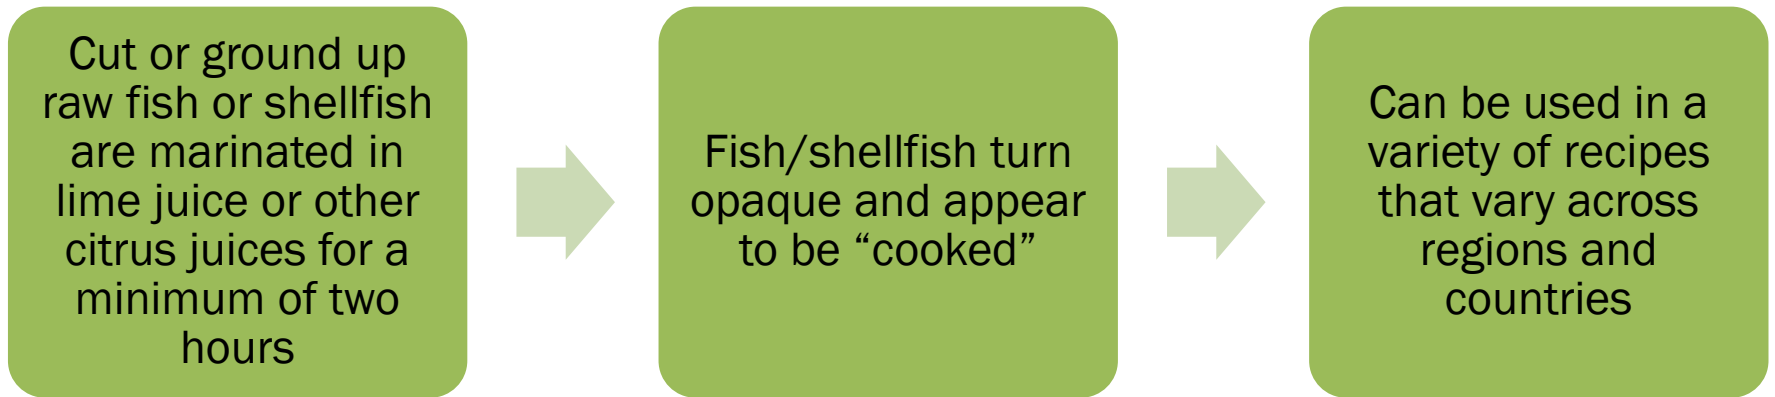 Cut or ground up
raw fish or shellfish
are marinated in
lime juice or other
citrus juices for a
minimum of two
hours
Fish/shellfish turn
opaque and appear
to be “cooked”
Can be used in a
variety of recipes
that vary across
regions and
countries